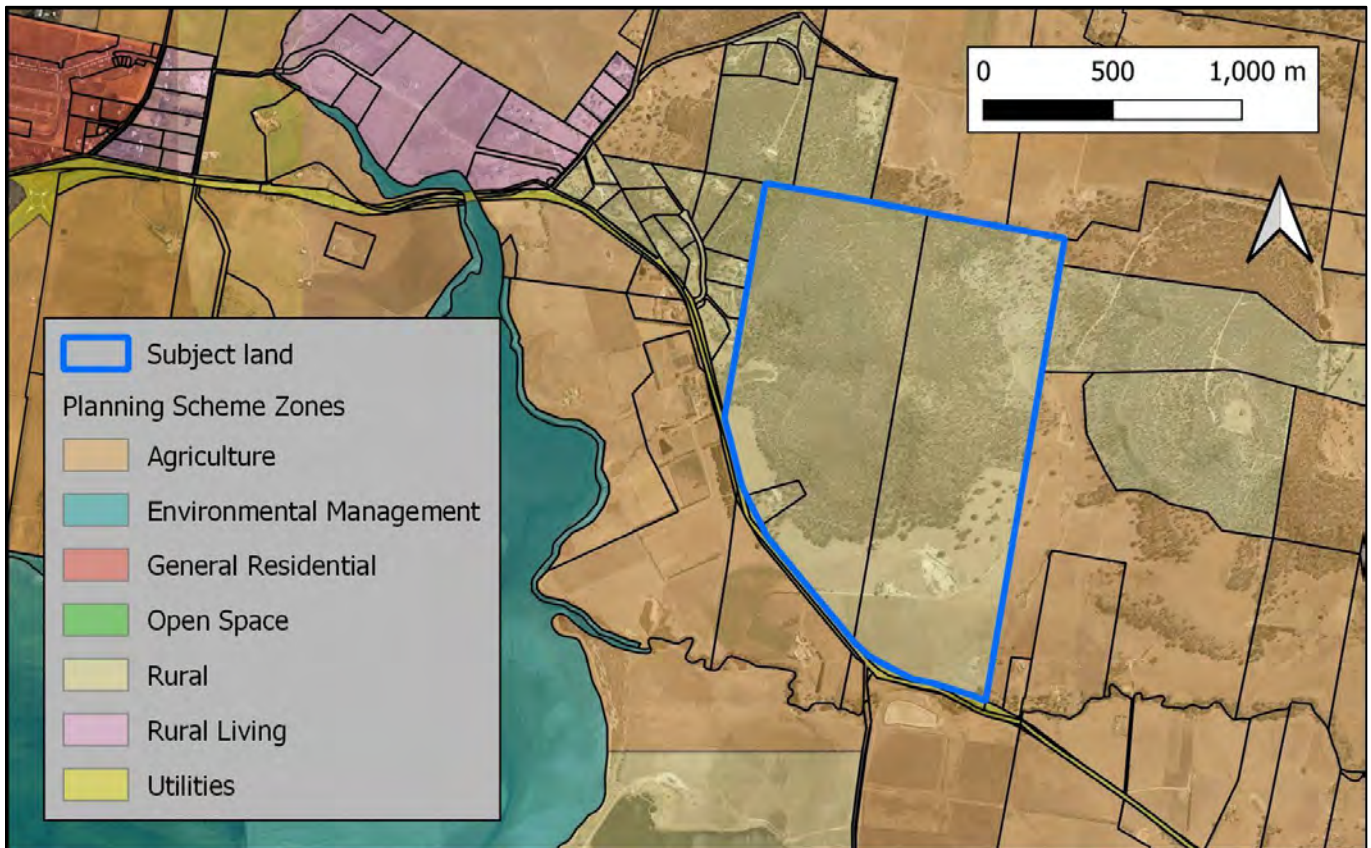 0 500 1,000 m
Subject land
Planning Scheme Zones
Agriculture
Environmental Management
General Residential
Open Space
Rural
Rural Living
Utilities